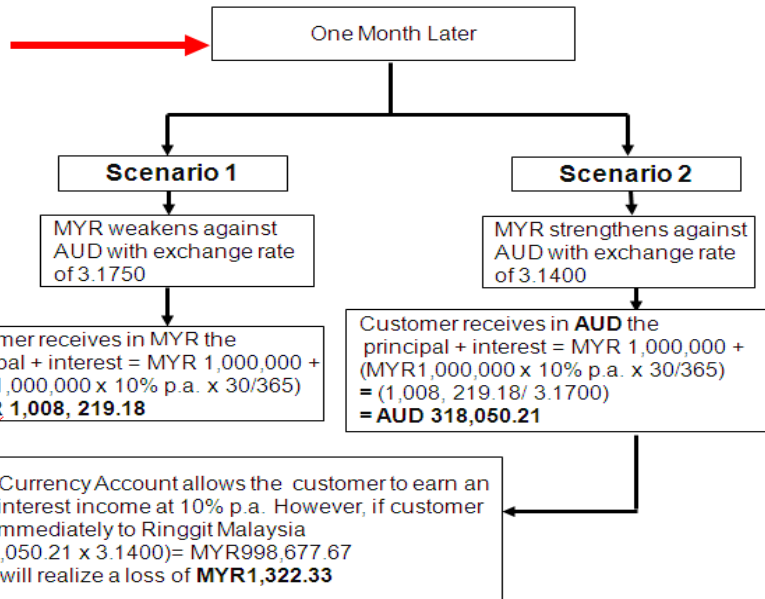 One Month Later
Scenario 1
MYR weakens against
AUD with exchange rate
of 3.1750
mer receives in MYR the
pal + interest = MYR 1,000,000 +
1,000,000 x 10% p.a. x 30/365)
1,008, 219.18
Scenario 2
MYR strengthens against
AUD with exchange rate
of 3.1400
Customer receives in AUD the
principal + interest = MYR 1,000,000 +
(MYR1,000,000 x 10% p.a. x 30/365)
= (1,008, 219.18/ 3.1700)
= AUD 318,050.21
Currency Account allows the customer to earn an
interest income at 10% p.a. However, if customer
mmediately to Ringgit Malaysia
,050.21 x 3.1400)= MYR998,677.67
will realize a loss of MYR1,322.33